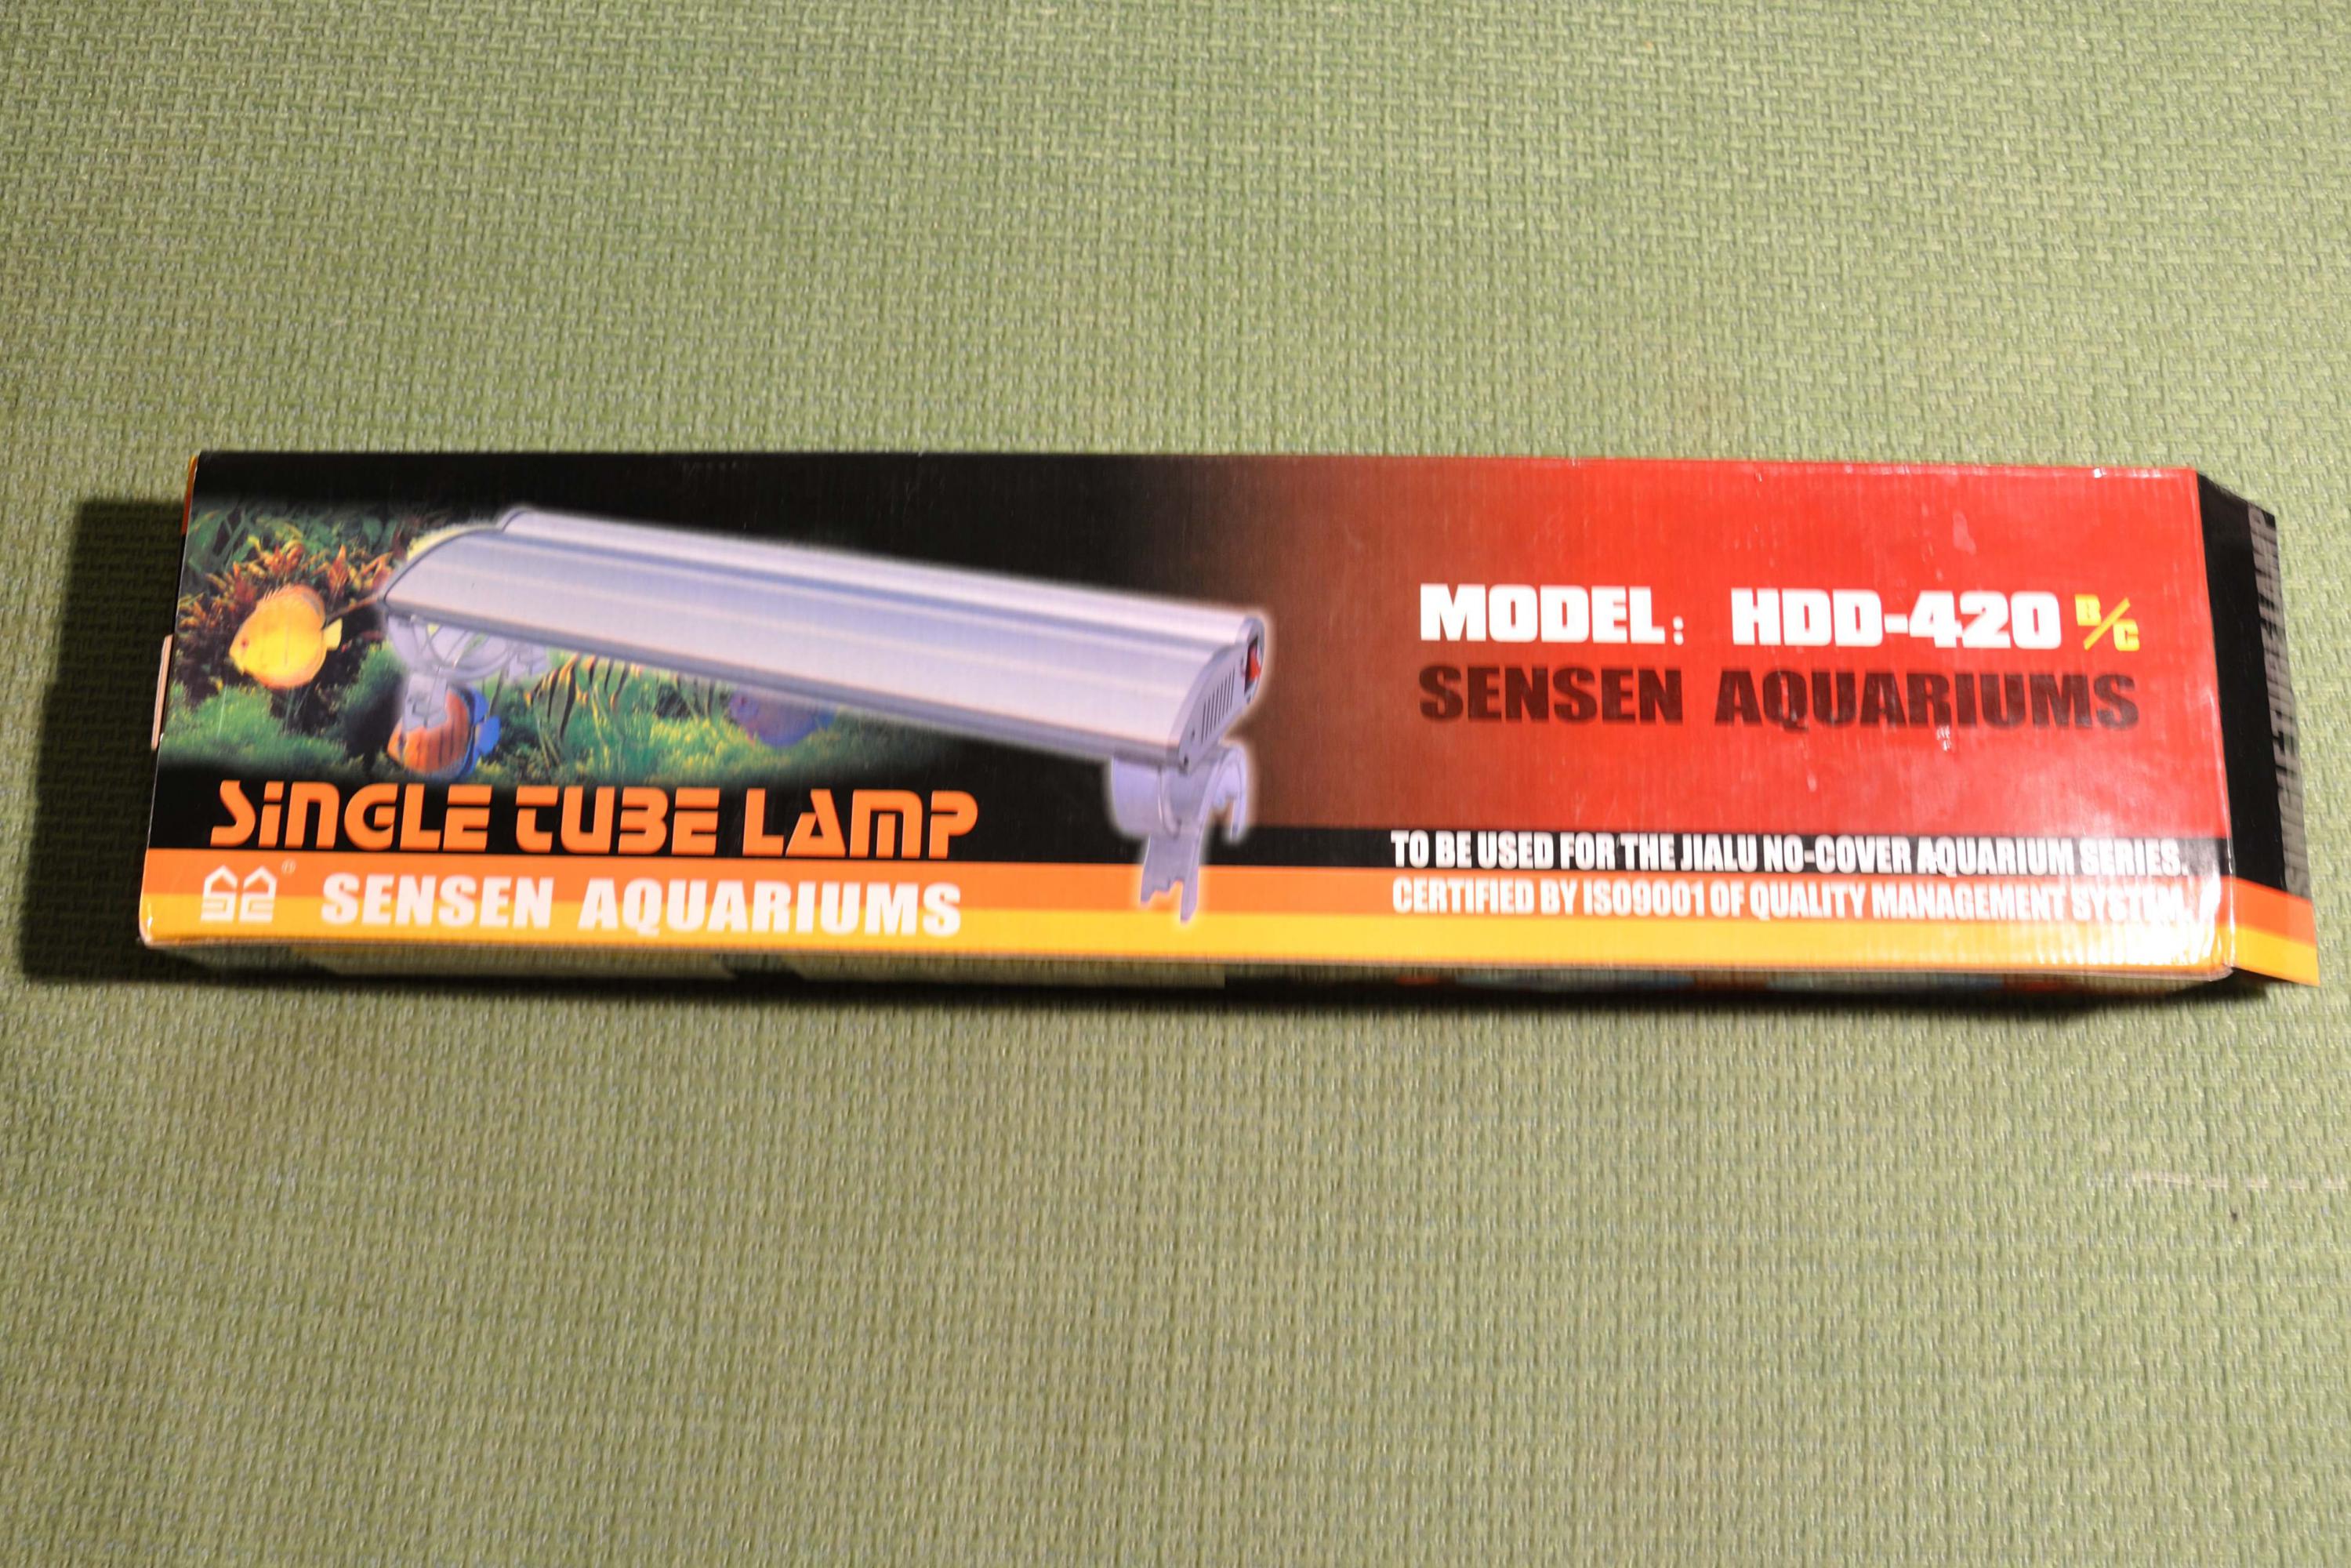 MODEL: HDD-420 B/C
SENSEN AQUARIUMS
SINGLE TUBE LAMP
SENSEN AQUARIUMS
TO BE USED FOR THE JIALU NO-COVER AQUARIUM SERIES.
CERTIFIED BY ISO9001 OF QUALITY MANAGEMENT SYSTEM.